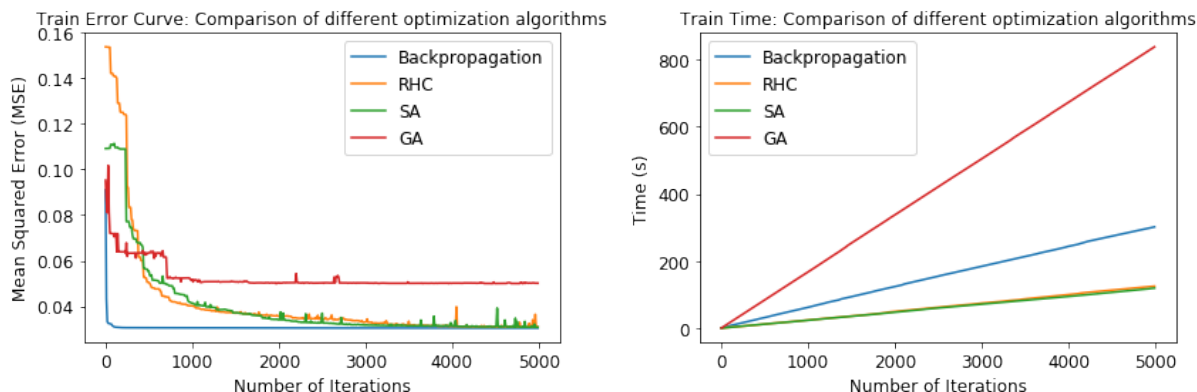 Train Error Curve: Comparison of different optimization algorithms
0.16
0.14
0.12
0.10
0.08
0.06
0.04
Mean Squared Error (MSE)
Backpropagation
RHC
SA
GA
0
1000
2000
3000
4000
5000
Number of Iterations
Train Time: Comparison of different optimization algorithms
800
600
400
200
0
Time (s)
Backpropagation
RHC
SA
GA
0
1000
2000
3000
4000
5000
Number of Iterations